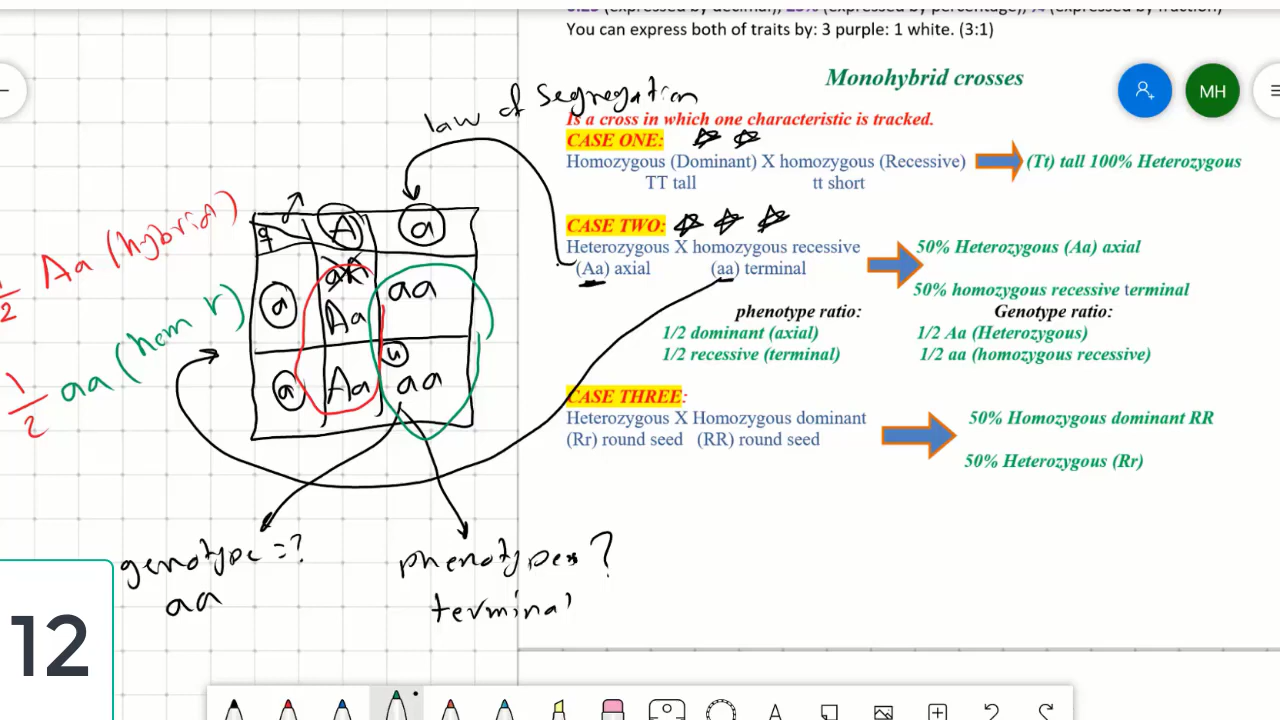 You can express both of traits by: 3 purple: 1 white. (3:1)
Monohybrid crosses
MH
law of segregation
Is a cross in which one characteristic is tracked.
CASE ONE:
Homozygous (Dominant) X homozygous (Recessive)
(Tt) tall 100% Heterozygous
TT tall tt short
CASE TWO:
Heterozygous X homozygous recessive
50% Heterozygous (Aa) axial
(Aa) axial (aa) terminal
50% homozygous recessive terminal
phenotype ratio: Genotype ratio:
1/2 dominant (axial) 1/2 Aa (Heterozygous)
1/2 recessive (terminal) 1/2 aa (homozygous recessive)
CASE THREE:
Heterozygous X Homozygous dominant
50% Homozygous dominant RR
(Rr) round seed (RR) round seed
50% Heterozygous (Rr)
A a
a Aa aa
a Aa aa
1/2 Aa (hybrid)
1/2 aa (hom r)
genotype =?
aa
phenotypes ?
terminal
12